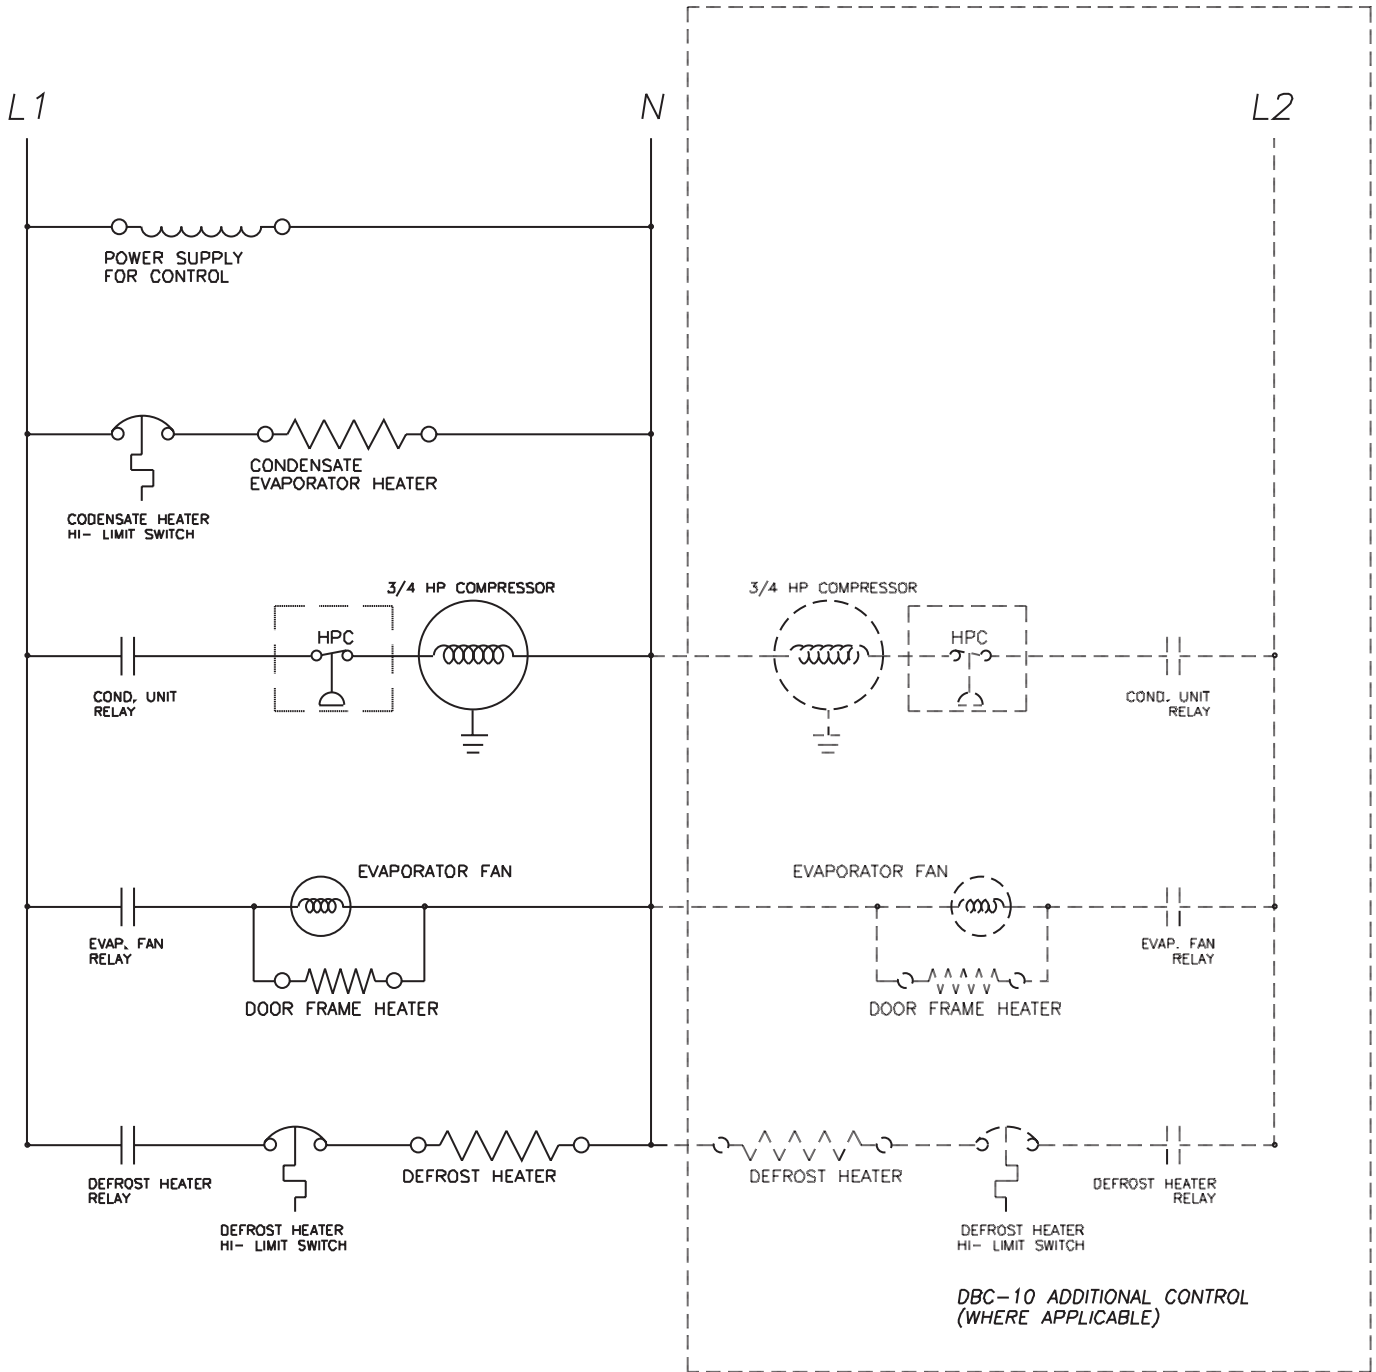 L1
N
L2
POWER SUPPLY
FOR CONTROL
CONDENSATE
EVAPORATOR HEATER
CODENSATE HEATER
HI- LIMIT SWITCH
3/4 HP COMPRESSOR
HPC
COND. UNIT
RELAY
3/4 HP COMPRESSOR
HPC
COND. UNIT
RELAY
EVAPORATOR FAN
EVAP. FAN
RELAY
DOOR FRAME HEATER
EVAPORATOR FAN
EVAP. FAN
RELAY
DOOR FRAME HEATER
DEFROST HEATER
RELAY
DEFROST HEATER
DEFROST HEATER
HI- LIMIT SWITCH
DEFROST HEATER
DEFROST HEATER
RELAY
DEFROST HEATER
HI- LIMIT SWITCH
DBC-10 ADDITIONAL CONTROL
(WHERE APPLICABLE)